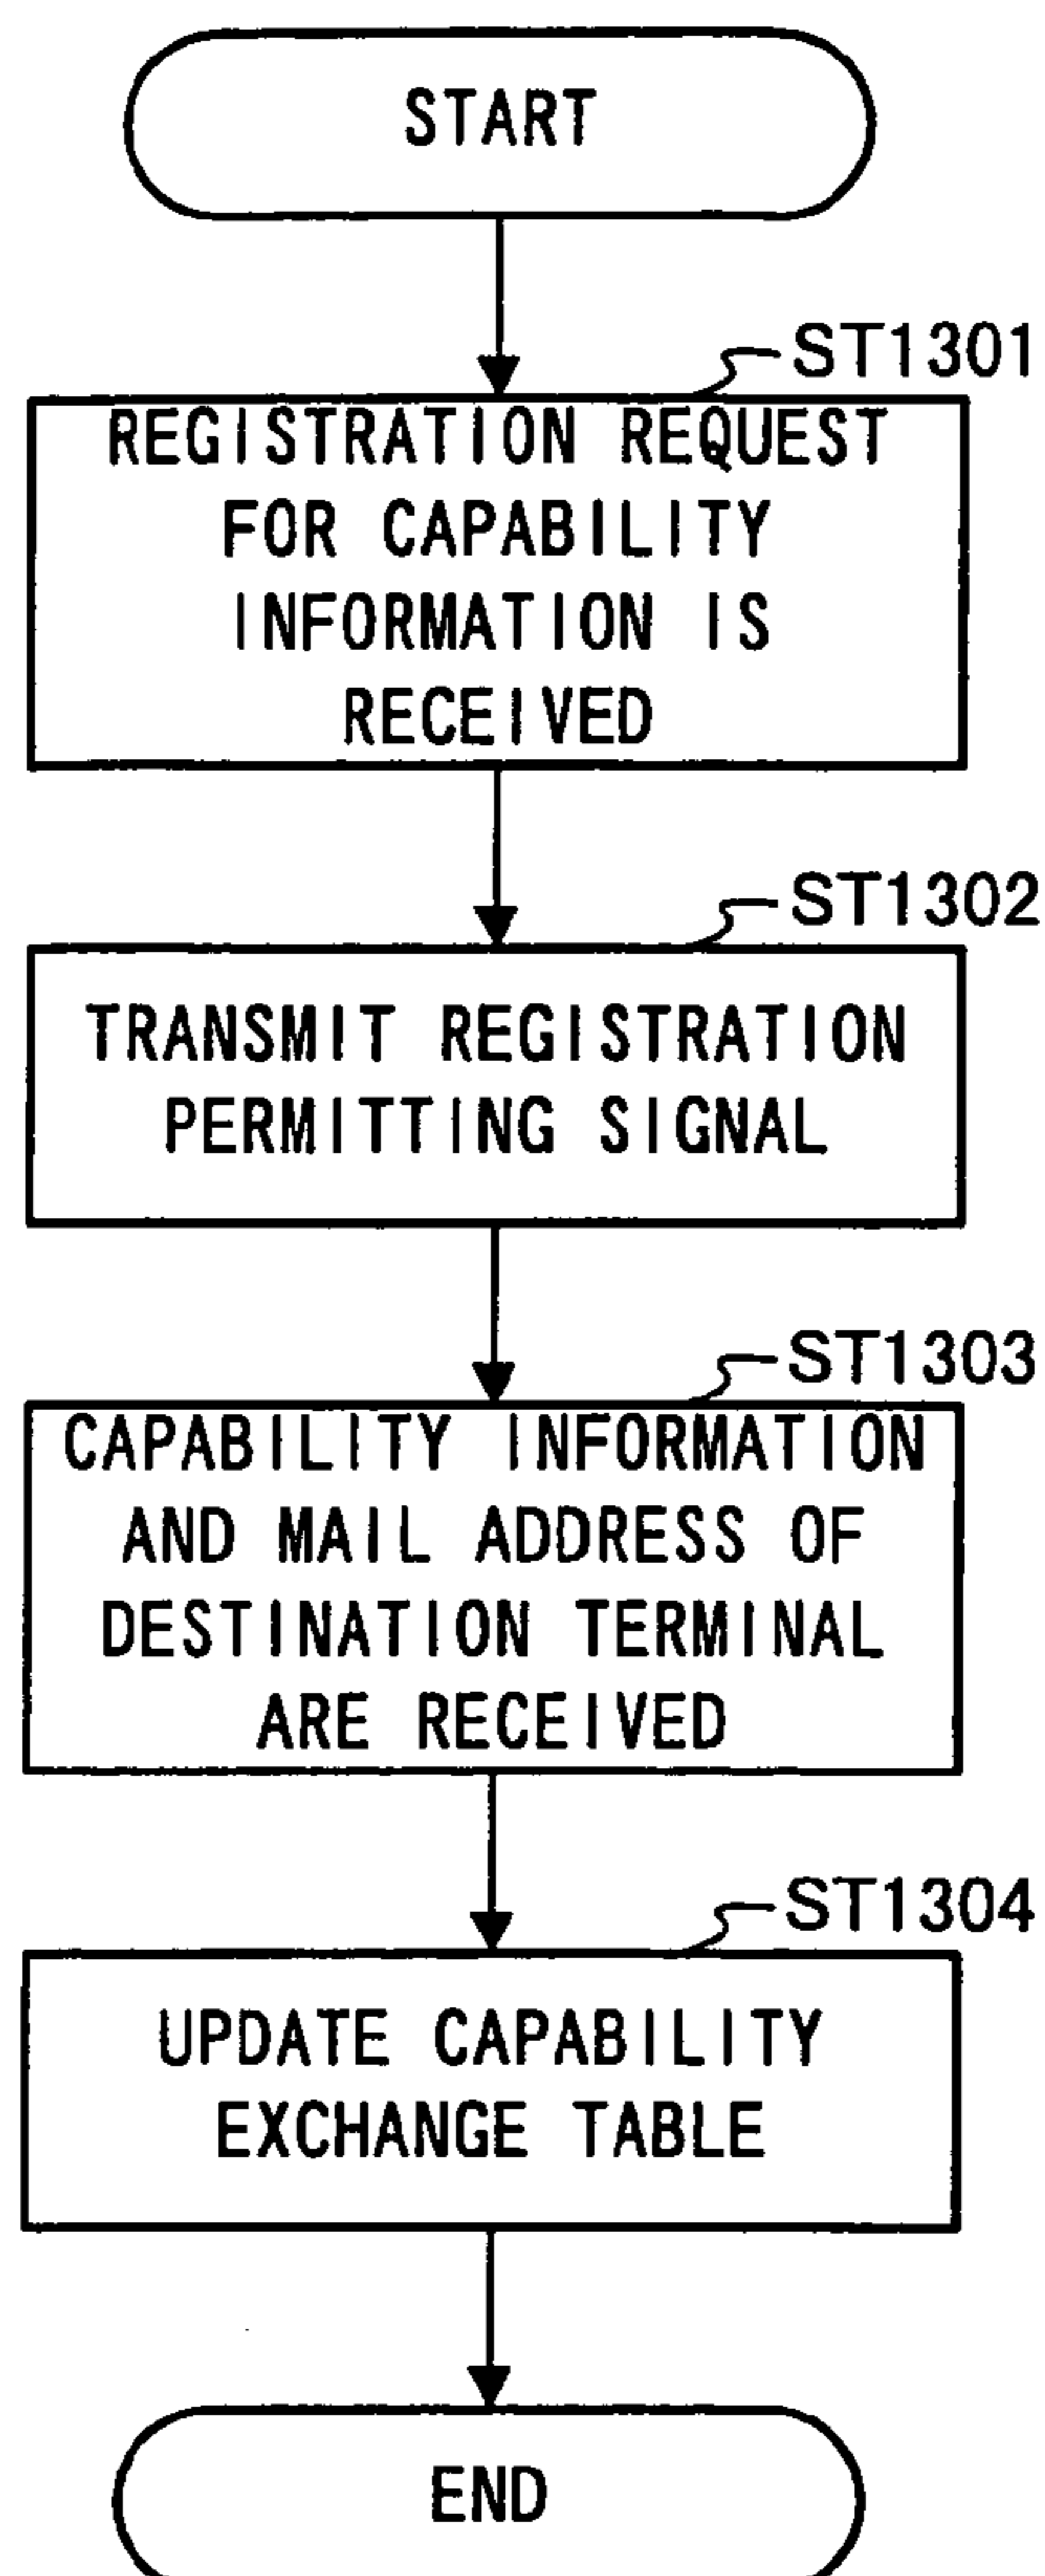 START
ST1301
REGISTRATION REQUEST
FOR CAPABILITY
INFORMATION IS
RECEIVED
ST1302
TRANSMIT REGISTRATION
PERMITTING SIGNAL
ST1303
CAPABILITY INFORMATION
AND MAIL ADDRESS OF
DESTINATION TERMINAL
ARE RECEIVED
ST1304
UPDATE CAPABILITY
EXCHANGE TABLE
END